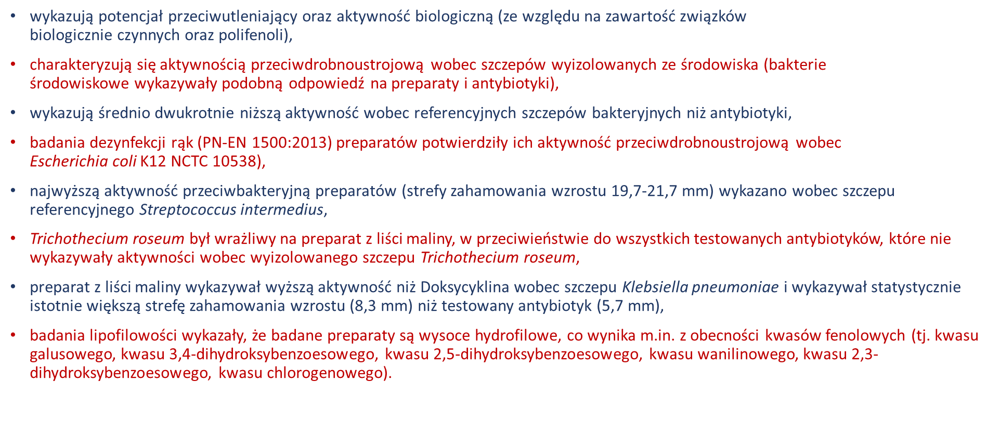 • wykazują potencjał przeciwutleniający oraz aktywność biologiczną (ze względu na zawartość związków
biologicznie czynnych oraz polifenoli),
• charakteryzują się aktywnością przeciwdrobnoustrojową wobec szczepów wyizolowanych ze środowiska (bakterie
środowiskowe wykazywały podobną odpowiedź na preparaty i antybiotyki),
• wykazują średnio dwukrotnie niższą aktywność wobec referencyjnych szczepów bakteryjnych niż antybiotyki,
• badania dezynfekcji rąk (PN-EN 1500:2013) preparatów potwierdziły ich aktywność przeciwdrobnoustrojową wobec
Escherichia coli K12 NCTC 10538),
• najwyższą aktywność przeciwbakteryjną preparatów (strefy zahamowania wzrostu 19,7-21,7 mm) wykazano wobec szczepu
referencyjnego Streptococcus intermedius,
• Trichothecium roseum był wrażliwy na preparat z liści maliny, w przeciwieństwie do wszystkich testowanych antybiotyków, które nie
wykazywały aktywności wobec wyizolowanego szczepu Trichothecium roseum,
• preparat z liści maliny wykazywał wyższą aktywność niż Doksycyklina wobec szczepu Klebsiella pneumoniae i wykazywał statystycznie
istotnie większą strefę zahamowania wzrostu (8,3 mm) niż testowany antybiotyk (5,7 mm),
• badania lipofilowości wykazały, że badane preparaty są wysoce hydrofilowe, co wynika m.in. z obecności kwasów fenolowych (tj. kwasu
galusowego, kwasu 3,4-dihydroksybenzoesowego, kwasu 2,5-dihydroksybenzoesowego, kwasu wanilinowego, kwasu 2,3-
dihydroksybenzoesowego, kwasu chlorogenowego).